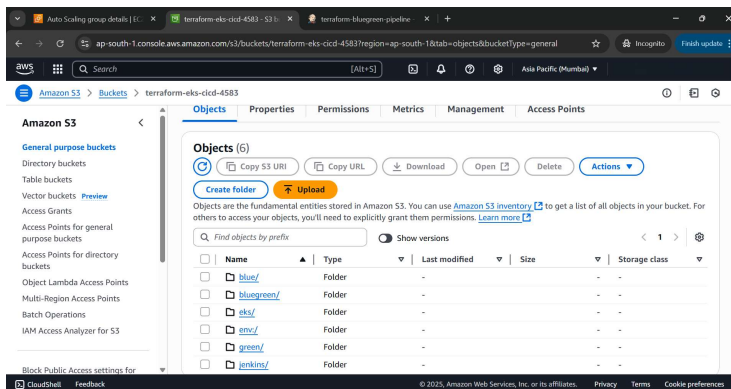 Auto Scaling group details | EC
terraform-eks-cicd-4583 - S3 b
terraform-bluegreen-pipeline -
ap-south-1.console.aws.amazon.com/s3/buckets/terraform-eks-cicd-4583?region=ap-south-1&tab=objects&bucketType=general
Incognito
Finish update
aws
Search
[Alt+S]
Asia Pacific (Mumbai)
Amazon S3 > Buckets > terraform-eks-cicd-4583
Amazon S3
General purpose buckets
Directory buckets
Table buckets
Vector buckets Preview
Access Grants
Access Points for general
purpose buckets
Access Points for directory
buckets
Object Lambda Access Points
Multi-Region Access Points
Batch Operations
IAM Access Analyzer for S3
Block Public Access settings for
Objects Properties Permissions Metrics Management Access Points
Objects (6)
Copy S3 URI Copy URL Download Open Delete Actions
Create folder Upload
Objects are the fundamental entities stored in Amazon S3. You can use Amazon S3 inventory to get a list of all objects in your bucket. For
others to access your objects, you'll need to explicitly grant them permissions. Learn more
Find objects by prefix
Show versions
< 1 >
Name Type Last modified Size Storage class
blue/ Folder - - -
bluegreen/ Folder - - -
eks/ Folder - - -
env:/ Folder - - -
green/ Folder - - -
jenkins/ Folder - - -
CloudShell Feedback © 2025, Amazon Web Services, Inc. or its affiliates. Privacy Terms Cookie preferences